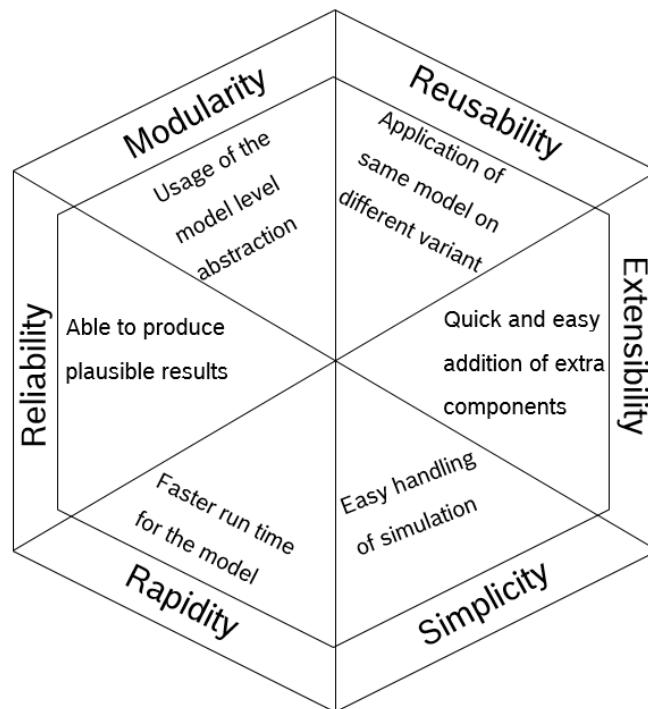 Modularity
Usage of the
model level
abstraction
Reusability
Application of
same model on
different variant
Extensibility
Quick and easy
addition of extra
components
Simplicity
Easy handling
of simulation
Rapidity
Faster run time
for the model
Reliability
Able to produce
plausible results